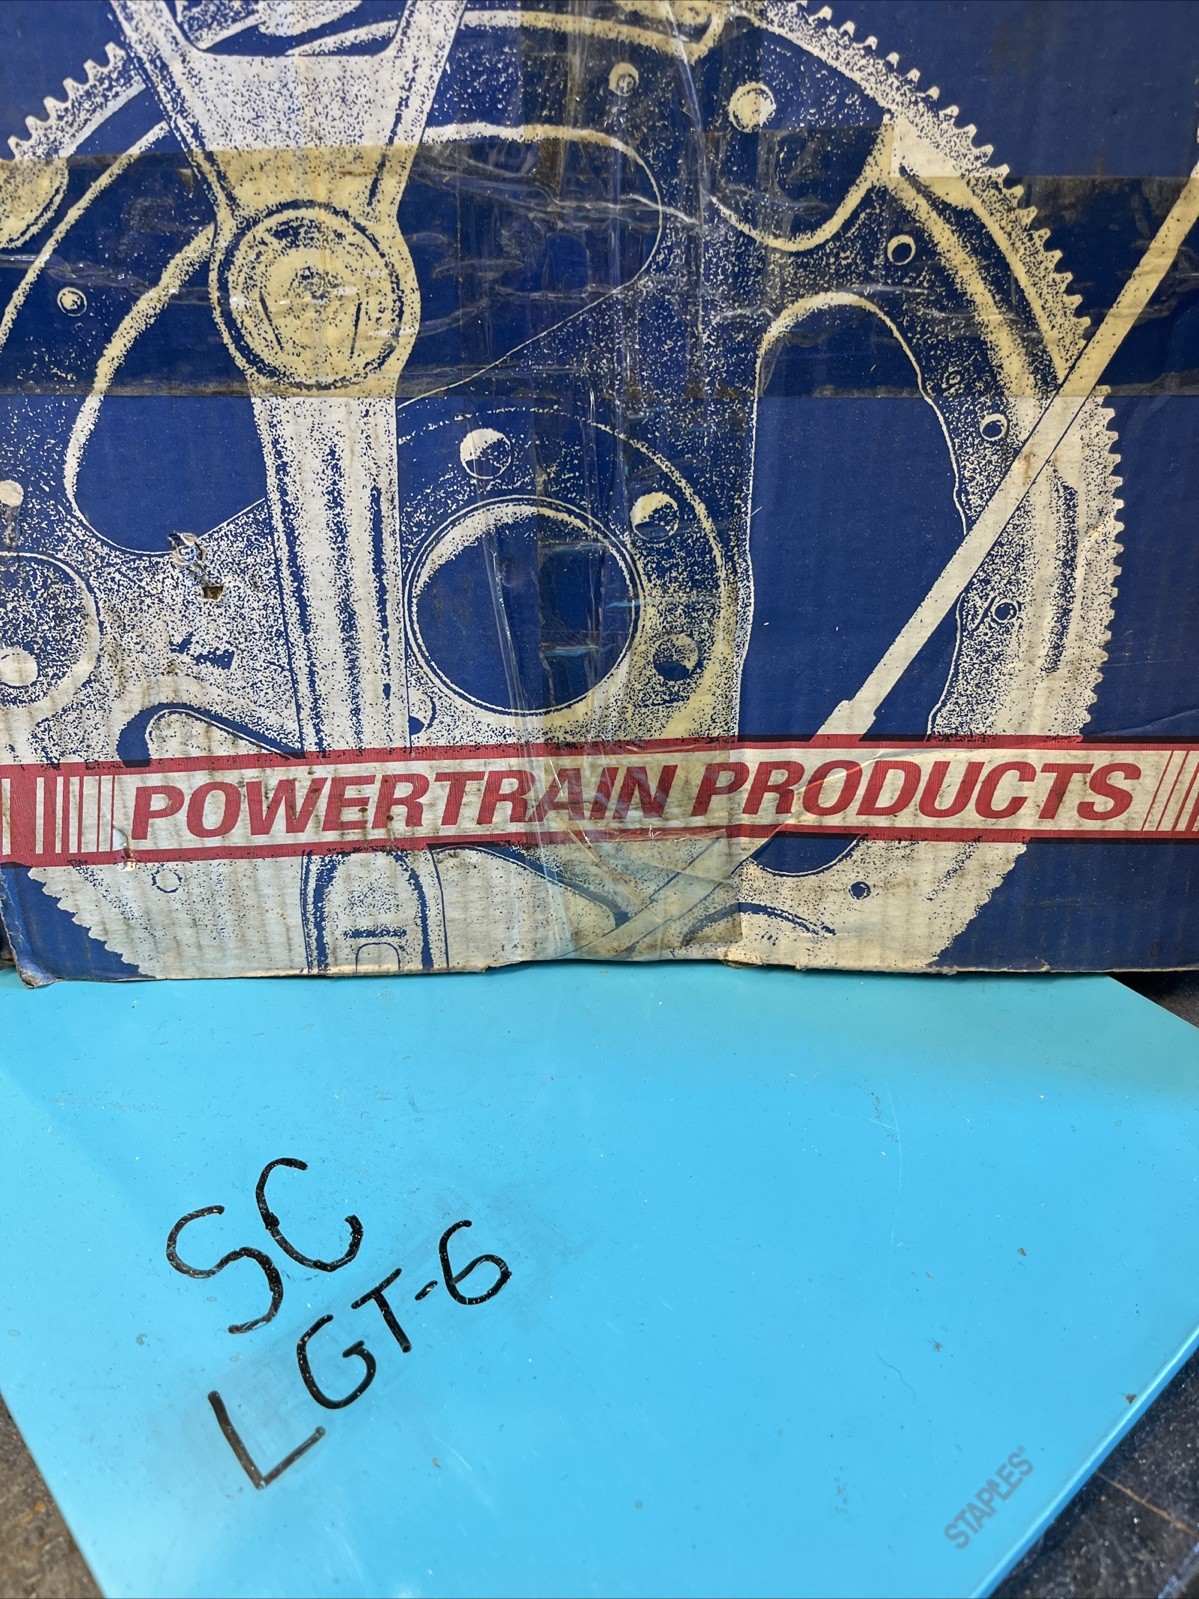 POWERTRAIN PRODUCTS
SC
LGT-6
STAPLES®